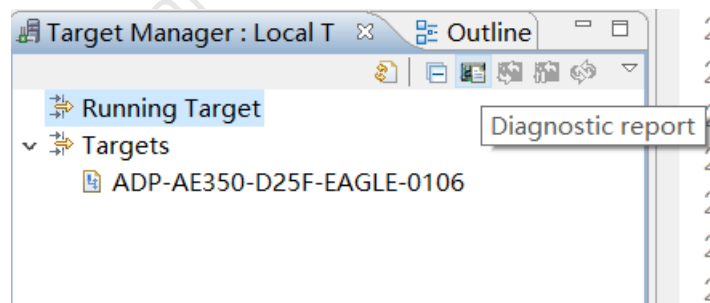 Target Manager : Local T
Outline
Running Target
Diagnostic report
Targets
ADP-AE350-D25F-EAGLE-0106